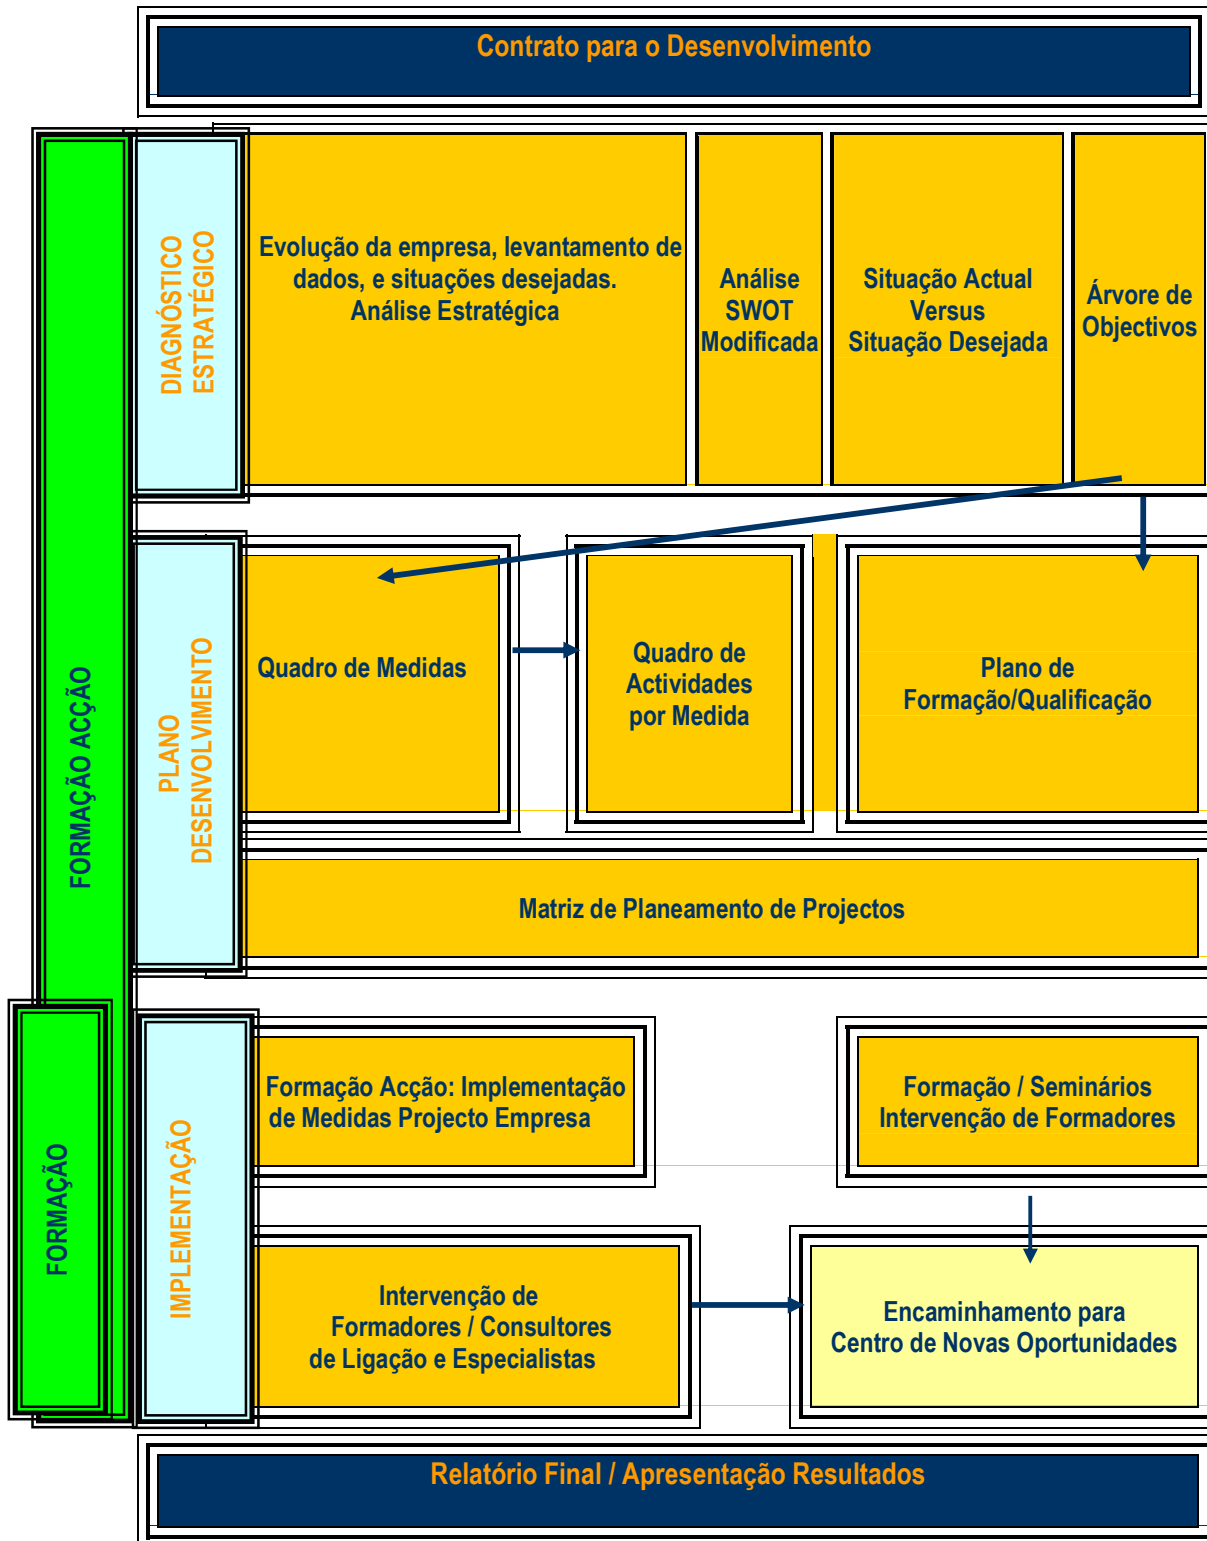 Contrato para o Desenvolvimento
FORMAÇÃO ACÇÃO
DIAGNÓSTICO
ESTRATÉGICO
Evolução da empresa, levantamento de
dados, e situações desejadas.
Análise Estratégica
Análise
SWOT
Modificada
Situação Actual
Versus
Situação Desejada
Árvore de
Objectivos
PLANO
DESENVOLVIMENTO
Quadro de Medidas
Quadro de
Actividades
por Medida
Plano de
Formação/Qualificação
Matriz de Planeamento de Projectos
FORMAÇÃO
IMPLEMENTAÇÃO
Formação Acção: Implementação
de Medidas Projecto Empresa
Formação / Seminários
Intervenção de Formadores
Intervenção de
Formadores / Consultores
de Ligação e Especialistas
Encaminhamento para
Centro de Novas Oportunidades
Relatório Final / Apresentação Resultados